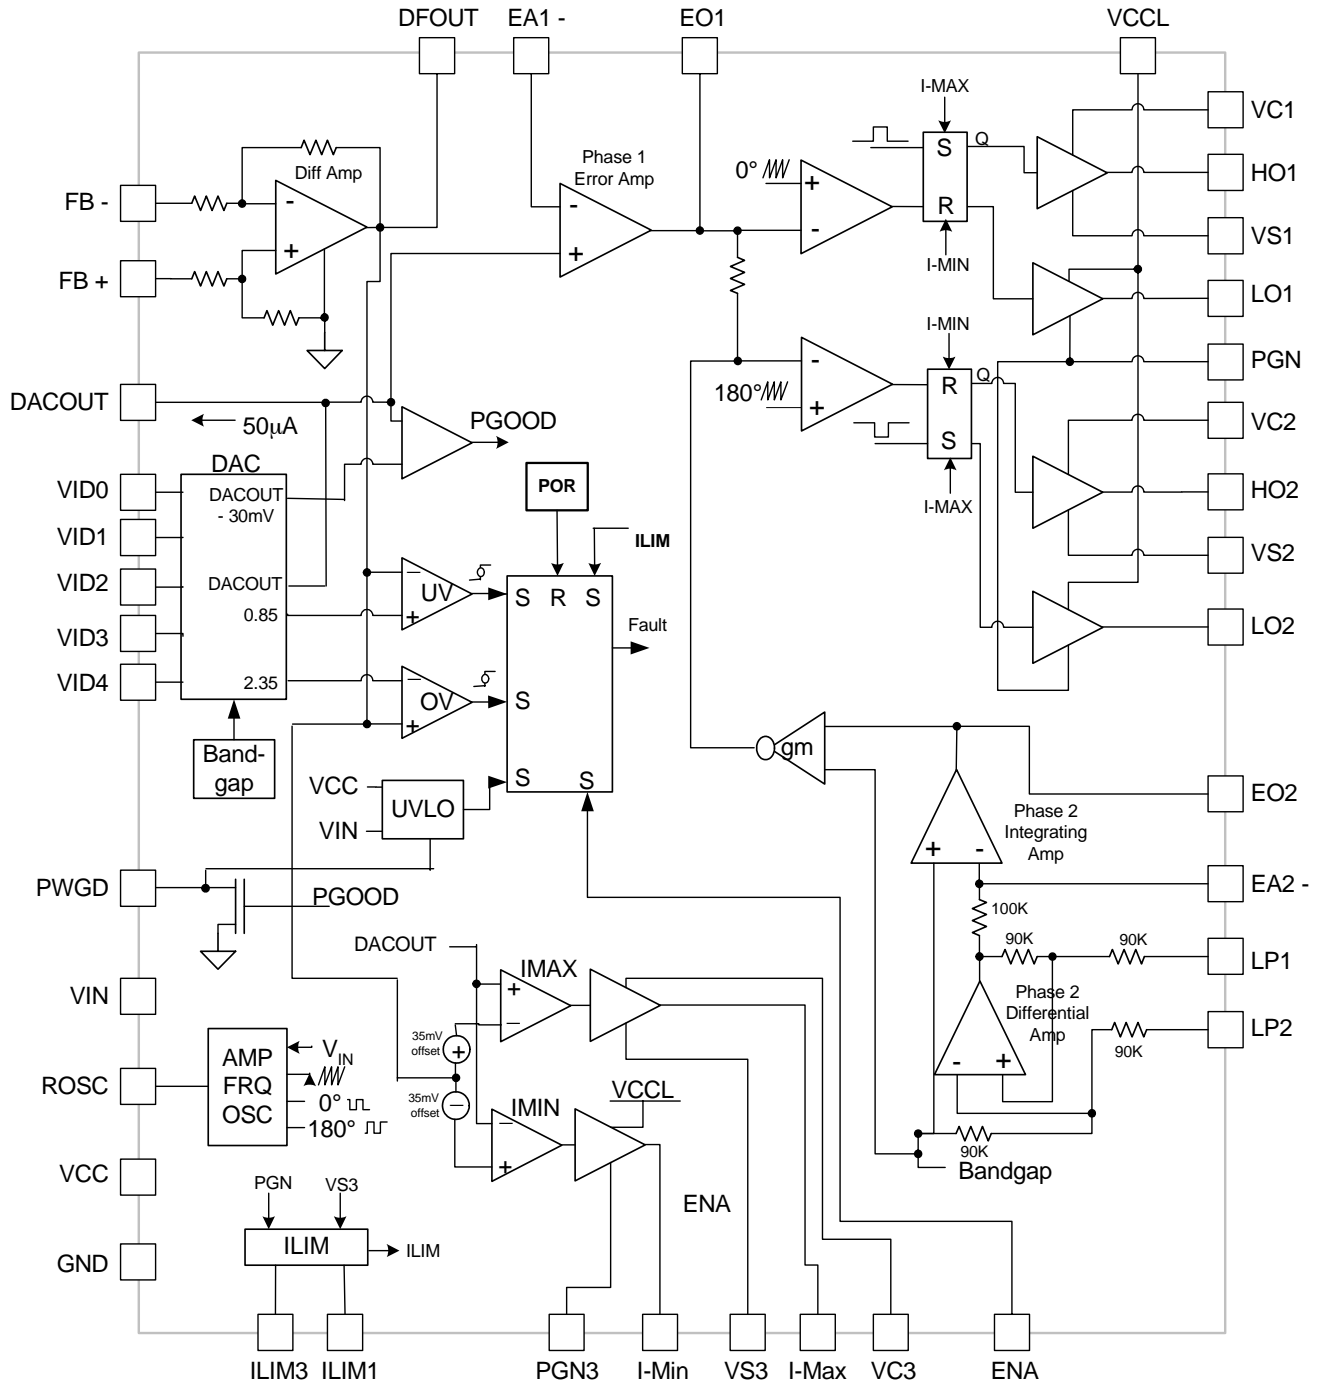 DFOUT
EA1 -
EO1
VCCL
I-MAX
VC1
Diff Amp
Phase 1
Error Amp
0°
+
-
S
Q
R
HO1
FB -
-
+
-
+
VS1
FB +
I-MIN
LO1
I-MIN
PGN
DACOUT
50µA
PGOOD
180°
-
+
R
Q
S
VC2
DAC
I-MAX
VID0
DACOUT
- 30mV
POR
HO2
VID1
ILIM
VS2
VID2
DACOUT
−
UV
+
S
R
S
0.85
Fault
LO2
VID3
VID4
2.35
−
OV
+
S
Band-
gap
gm
VCC
VIN
UVLO
S
S
EO2
Phase 2
Integrating
Amp
+
-
PWGD
PGOOD
EA2 -
100K
DACOUT
90K
90K
LP1
IMAX
VIN
+
−
Phase 2
Differential
Amp
35mV
offset
+
LP2
90K
AMP
FRQ
OSC
VIN
-
+
ROSC
0°
180°
35mV
offset
−
VCCL
IMIN
−
+
90K
Bandgap
VCC
PGN
VS3
ENA
ILIM
ILIM
GND
ILIM3
ILIM1
PGN3
I-Min
VS3
I-Max
VC3
ENA